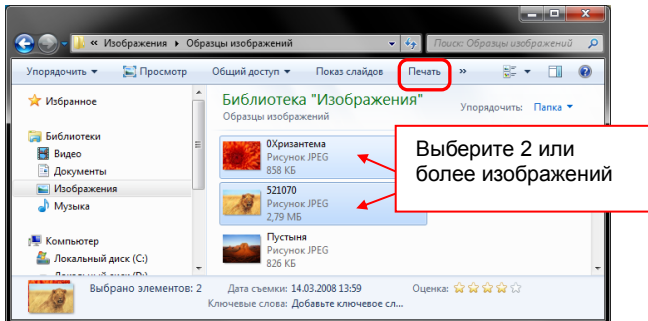 « Изображения ▸ Образцы изображений
Поиск: Образцы изображений
Упорядочить ▾ Просмотр Общий доступ ▾ Показ слайдов Печать »
Избранное
Библиотеки
Видео
Документы
Изображения
Музыка
Компьютер
Локальный диск (C:)
Локальный диск (D:)
Библиотека "Изображения"
Образцы изображений
Упорядочить: Папка ▾
0Хризантема
Рисунок JPEG
858 КБ
521070
Рисунок JPEG
2,79 МБ
Пустыня
Рисунок JPEG
826 КБ
Выберите 2 или
более изображений
Выбрано элементов: 2 Дата съемки: 14.03.2008 13:59 Оценка:
Ключевые слова: Добавьте ключевое сл...